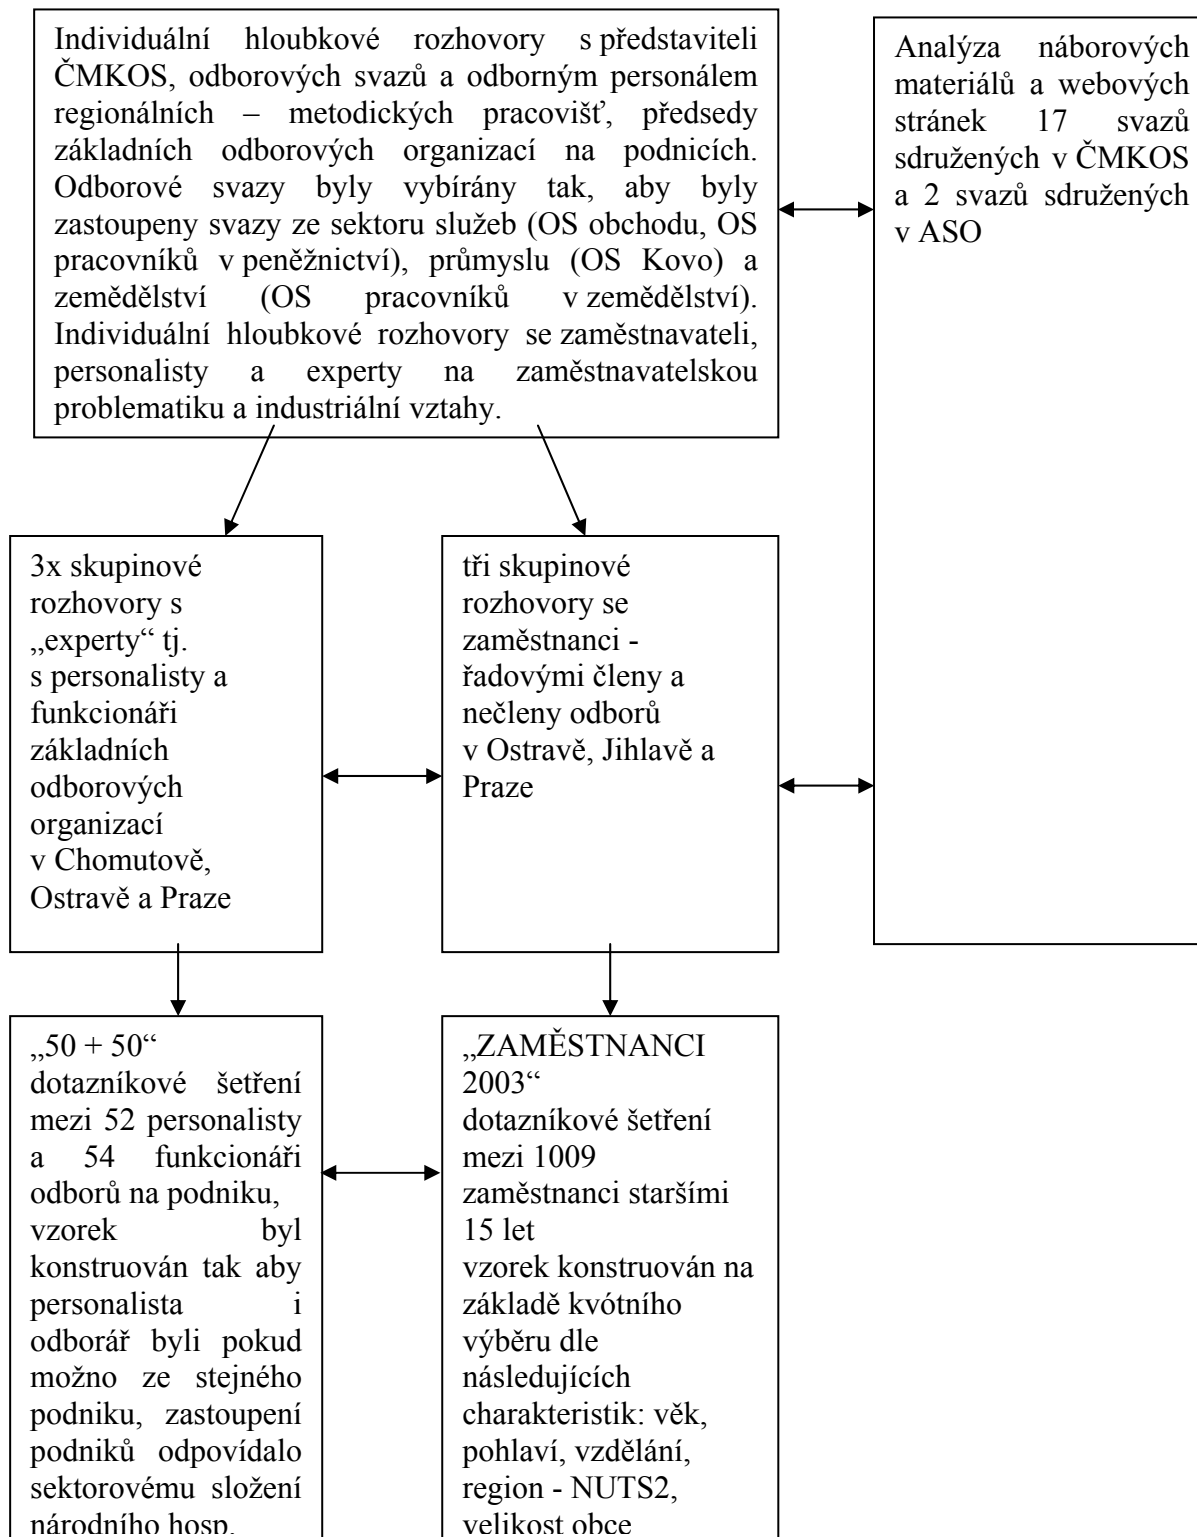 Individuální hloubkové rozhovory s představiteli
ČMKOS, odborových svazů a odborným personálem
regionálních – metodických pracovišť, předsedy
základních odborových organizací na podnicích.
Odborové svazy byly vybírány tak, aby byly
zastoupeny svazy ze sektoru služeb (OS obchodu, OS
pracovníků v peněžnictví), průmyslu (OS Kovo) a
zemědělství (OS pracovníků v zemědělství).
Individuální hloubkové rozhovory se zaměstnavateli,
personalisty a experty na zaměstnavatelskou
problematiku a industriální vztahy.
Analýza náborových
materiálů a webových
stránek 17 svazů
sdružených v ČMKOS
a 2 svazů sdružených
v ASO
3x skupinové
rozhovory s
„experty“ tj.
s personalisty a
funkcionáři
základních
odborových
organizací
v Chomutově,
Ostravě a Praze
tři skupinové
rozhovory se
zaměstnanci -
řadovými členy a
nečleny odborů
v Ostravě, Jihlavě a
Praze
„50 + 50“
dotazníkové šetření
mezi 52 personalisty
a 54 funkcionáři
odborů na podniku,
vzorek byl
konstruován tak aby
personalista i
odborář byli pokud
možno ze stejného
podniku, zastoupení
podniků odpovídalo
sektorovému složení
národního hosp.
„ZAMĚSTNANCI
2003“
dotazníkové šetření
mezi 1009
zaměstnanci staršími
15 let
vzorek konstruován na
základě kvótního
výběru dle
následujících
charakteristik: věk,
pohlaví, vzdělání,
region - NUTS2,
velikost obce